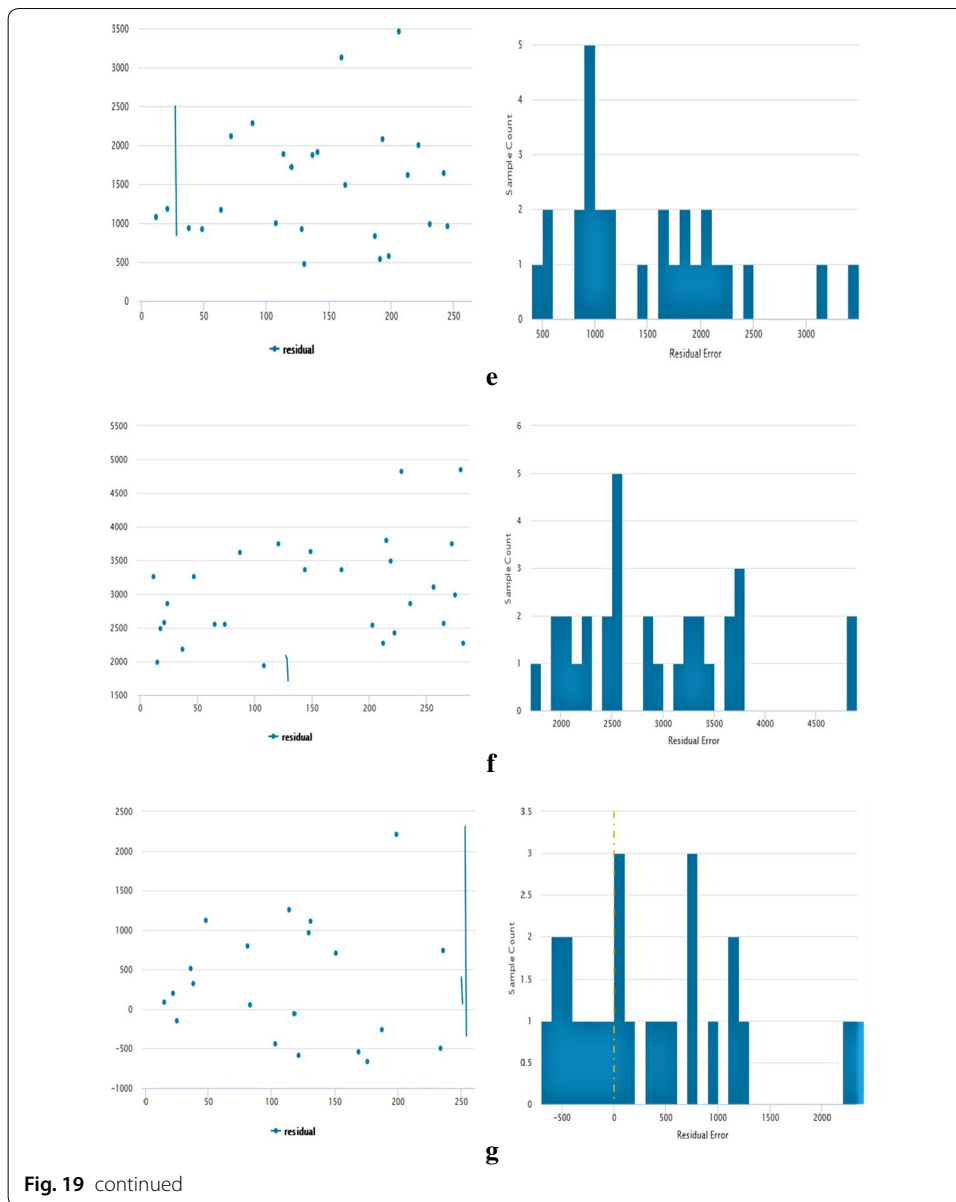 3500
3000
2500
2000
1500
1000
500
0
0 50 100 150 200 250
residual
5
4
3
2
1
0
Sample Count
500 1000 1500 2000 2500 3000
Residual Error
e
5500
5000
4500
4000
3500
3000
2500
2000
1500
0 50 100 150 200 250
residual
6
5
4
3
2
1
0
Sample Count
2000 2500 3000 3500 4000 4500
Residual Error
f
2500
2000
1500
1000
500
0
-500
-1000
0 50 100 150 200 250
residual
3.5
3
2.5
2
1.5
1
0.5
0
Sample Count
-500 0 500 1000 1500 2000
Residual Error
g
Fig. 19 continued